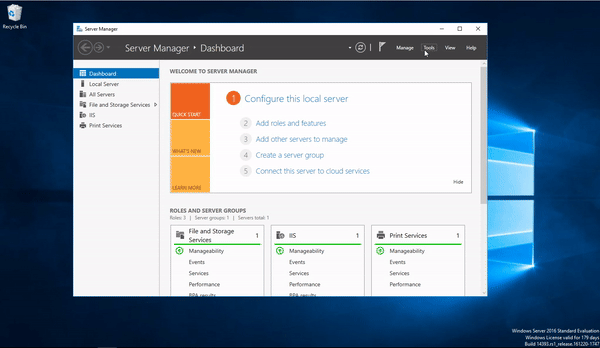 Recycle Bin
Server Manager
Server Manager • Dashboard
Manage Tools View Help
Dashboard
Local Server
All Servers
File and Storage Services
IIS
Print Services
WELCOME TO SERVER MANAGER
QUICK START
WHAT'S NEW
LEARN MORE
1 Configure this local server
2 Add roles and features
3 Add other servers to manage
4 Create a server group
5 Connect this server to cloud services
Hide
ROLES AND SERVER GROUPS
Roles: 3 | Server groups: 1 | Servers total: 1
File and Storage Services 1
Manageability
Events
Services
Performance
BPA results
IIS 1
Manageability
Events
Services
Performance
Print Services 1
Manageability
Events
Services
Performance
Windows Server 2016 Standard Evaluation
Windows License valid for 179 days
Build 14393.rs1_release.161220-1747